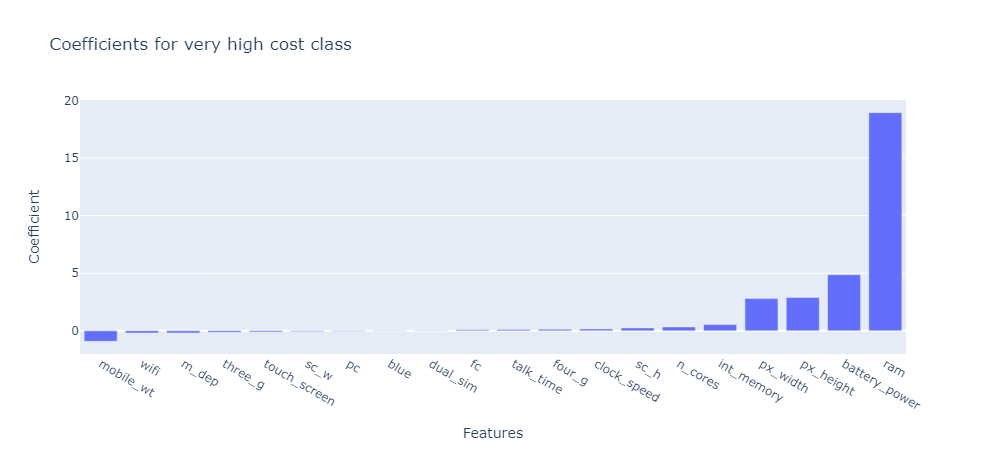 Coefficients for very high cost class
20
15
10
5
0
Coefficient
mobile_wt
wifi
m_dep
three_g
touch_screen
sc_w
pc
blue
dual_sim
fc
talk_time
four_g
clock_speed
sc_h
n_cores
int_memory
px_width
px_height
battery_power
ram
Features